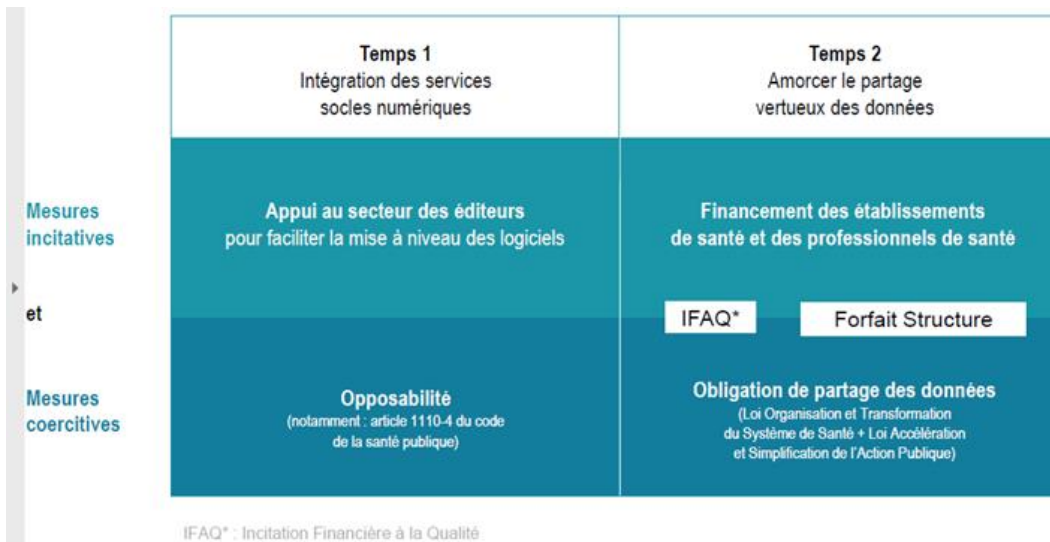 Temps 1
Intégration des services
socles numériques
Temps 2
Amorcer le partage
vertueux des données
Mesures
incitatives
Appui au secteur des éditeurs
pour faciliter la mise à niveau des logiciels
Financement des établissements
de santé et des professionnels de santé
et
IFAQ*
Forfait Structure
Mesures
coercitives
Opposabilité
(notamment : article 1110-4 du code
de la santé publique)
Obligation de partage des données
(Loi Organisation et Transformation
du Système de Santé + Loi Accélération
et Simplification de l'Action Publique)
IFAQ* : Incitation Financière à la Qualité